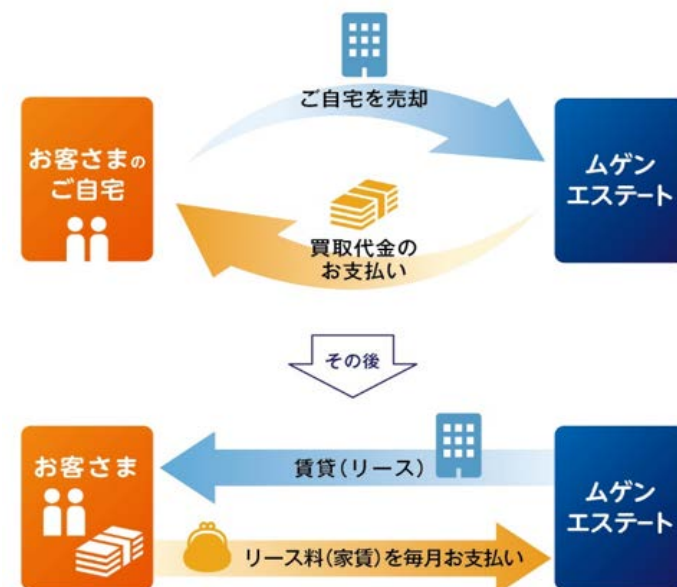 ご自宅を売却
お客さまの
ご自宅
ムゲン
エステート
買取代金の
お支払い
その後
お客さま
賃貸(リース)
ムゲン
エステート
リース料(家賃)を毎月お支払い